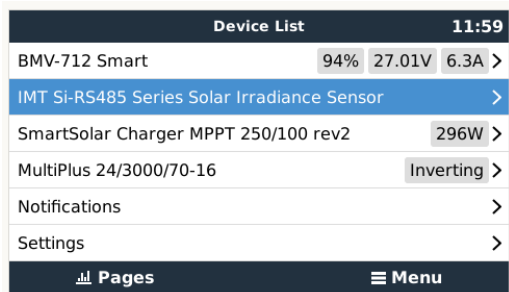 Device List 11:59
BMV-712 Smart 94% 27.01V 6.3A
IMT Si-RS485 Series Solar Irradiance Sensor
SmartSolar Charger MPPT 250/100 rev2 296W
MultiPlus 24/3000/70-16 Inverting
Notifications
Settings
Pages Menu